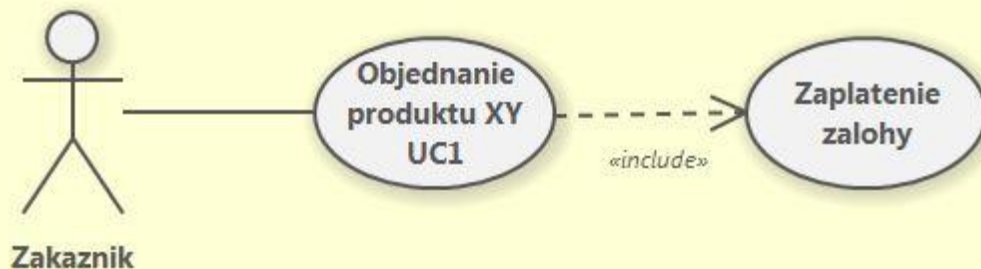 Objednanie
produktu XY
UC1
Zaplatenie
zalohy
«include»
Zakaznik